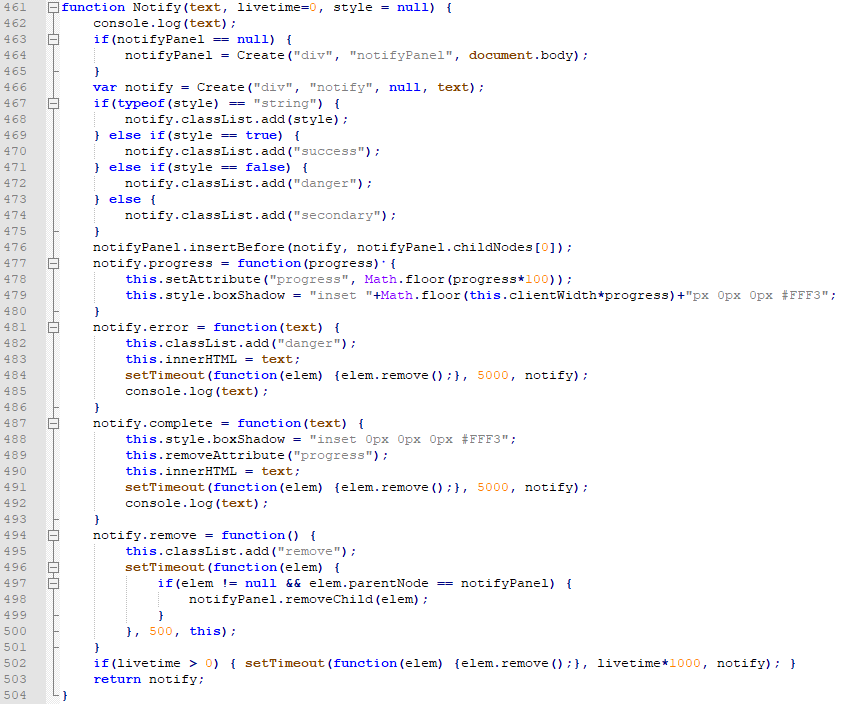 461 function Notify(text, livetime=0, style = null) {
462     console.log(text);
463     if(notifyPanel == null) {
464         notifyPanel = Create("div", "notifyPanel", document.body);
465     }
466     var notify = Create("div", "notify", null, text);
467     if(typeof(style) == "string") {
468         notify.classList.add(style);
469     } else if(style == true) {
470         notify.classList.add("success");
471     } else if(style == false) {
472         notify.classList.add("danger");
473     } else {
474         notify.classList.add("secondary");
475     }
476     notifyPanel.insertBefore(notify, notifyPanel.childNodes[0]);
477     notify.progress = function(progress) {
478         this.setAttribute("progress", Math.floor(progress*100));
479         this.style.boxShadow = "inset "+Math.floor(this.clientWidth*progress)+"px 0px 0px #FFF3";
480     }
481     notify.error = function(text) {
482         this.classList.add("danger");
483         this.innerHTML = text;
484         setTimeout(function(elem) {elem.remove();}, 5000, notify);
485         console.log(text);
486     }
487     notify.complete = function(text) {
488         this.style.boxShadow = "inset 0px 0px 0px #FFF3";
489         this.removeAttribute("progress");
490         this.innerHTML = text;
491         setTimeout(function(elem) {elem.remove();}, 5000, notify);
492         console.log(text);
493     }
494     notify.remove = function() {
495         this.classList.add("remove");
496         setTimeout(function(elem) {
497             if(elem != null && elem.parentNode == notifyPanel) {
498                 notifyPanel.removeChild(elem);
499             }
500         }, 500, this);
501     }
502     if(livetime > 0) { setTimeout(function(elem) {elem.remove();}, livetime*1000, notify); }
503     return notify;
504 }